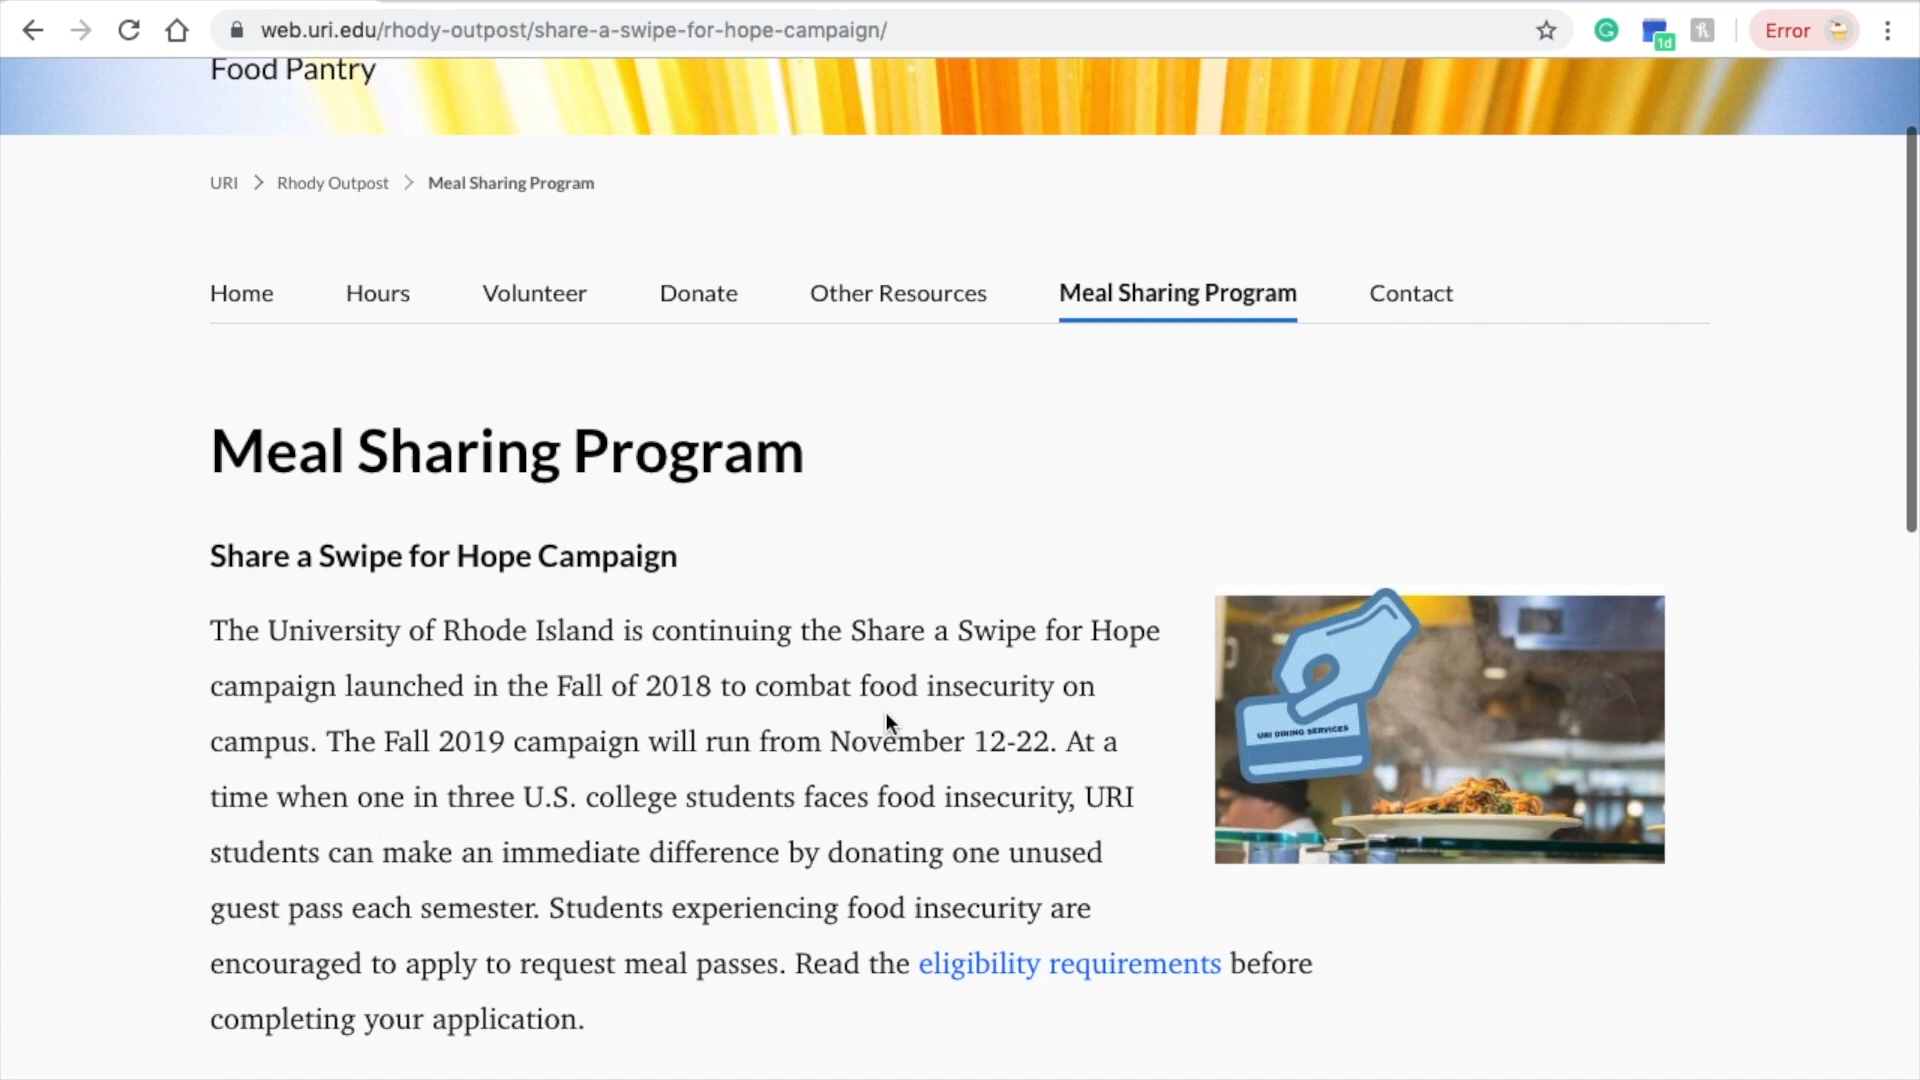 web.uri.edu/rhody-outpost/share-a-swipe-for-hope-campaign/
1d
Error
Food Pantry
URI > Rhody Outpost > Meal Sharing Program
Home Hours Volunteer Donate Other Resources Meal Sharing Program Contact
Meal Sharing Program
Share a Swipe for Hope Campaign
The University of Rhode Island is continuing the Share a Swipe for Hope
campaign launched in the Fall of 2018 to combat food insecurity on
campus. The Fall 2019 campaign will run from November 12-22. At a
time when one in three U.S. college students faces food insecurity, URI
students can make an immediate difference by donating one unused
guest pass each semester. Students experiencing food insecurity are
encouraged to apply to request meal passes. Read the eligibility requirements before
completing your application.
URI DINING SERVICES